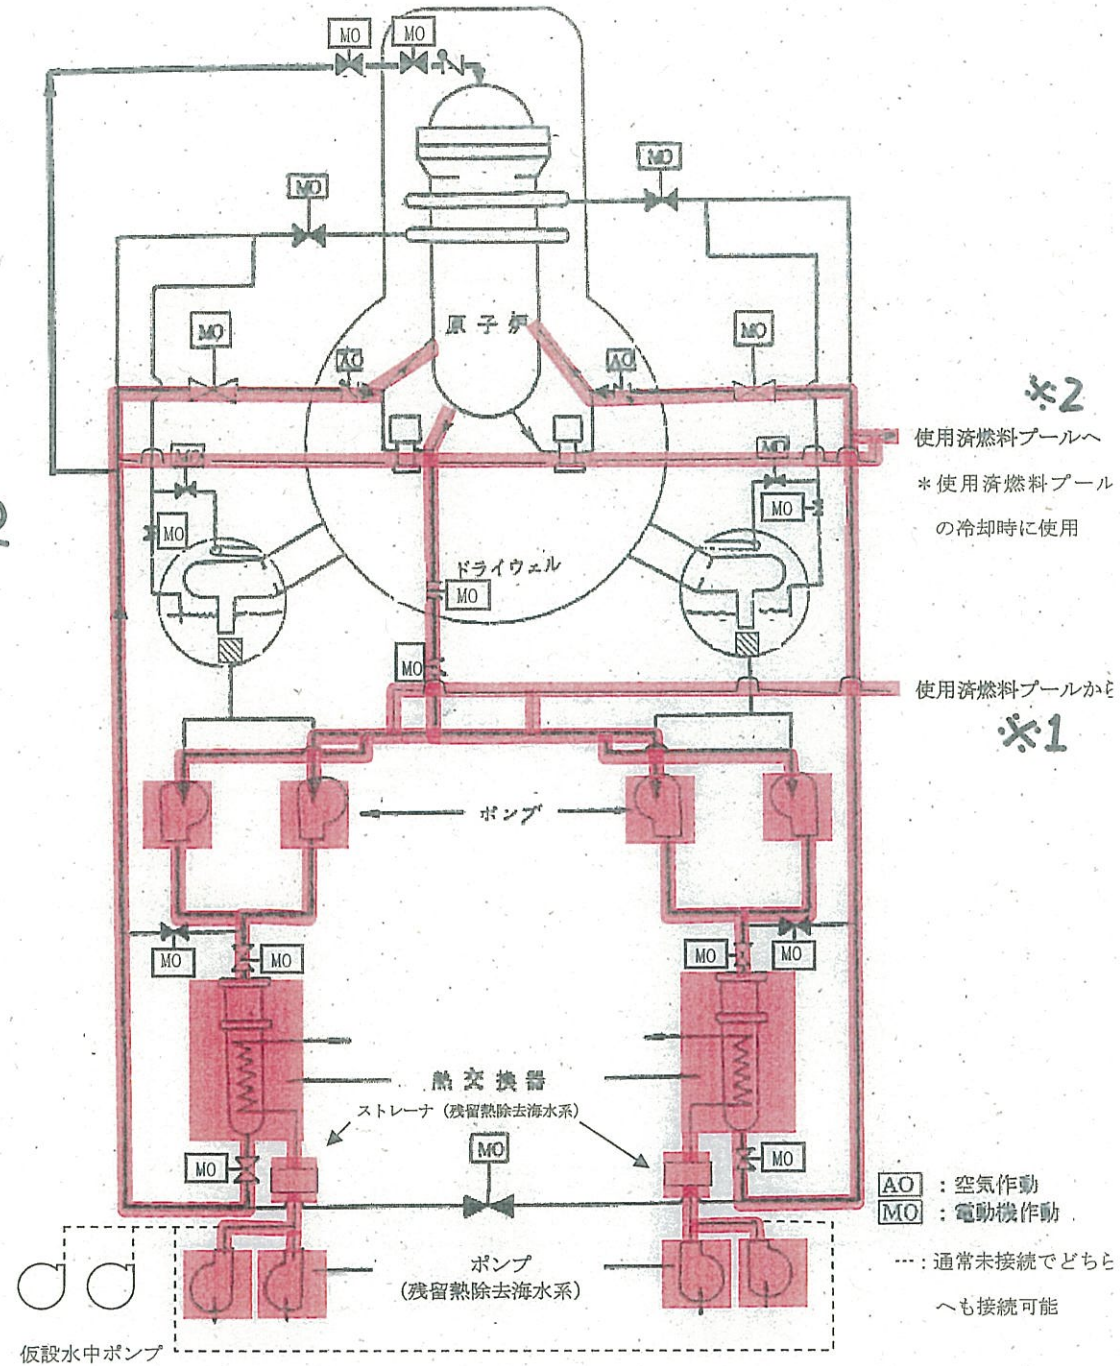 MO
MO
MO
MO
原子炉
MO
MO
AO
AO
※2
使用済燃料プールへ
MO
MO
＊使用済燃料プール
の冷却時に使用
MO
MO
ドライウェル
MO
MO
使用済燃料プールから
※1
ポンプ
MO
MO
MO
MO
熱交換器
ストレーナ（残留熱除去海水系）
MO
MO
MO
AO ：空気作動
MO ：電動機作動
ポンプ
（残留熱除去海水系）
---：通常未接続でどちら
へも接続可能
仮設水中ポンプ